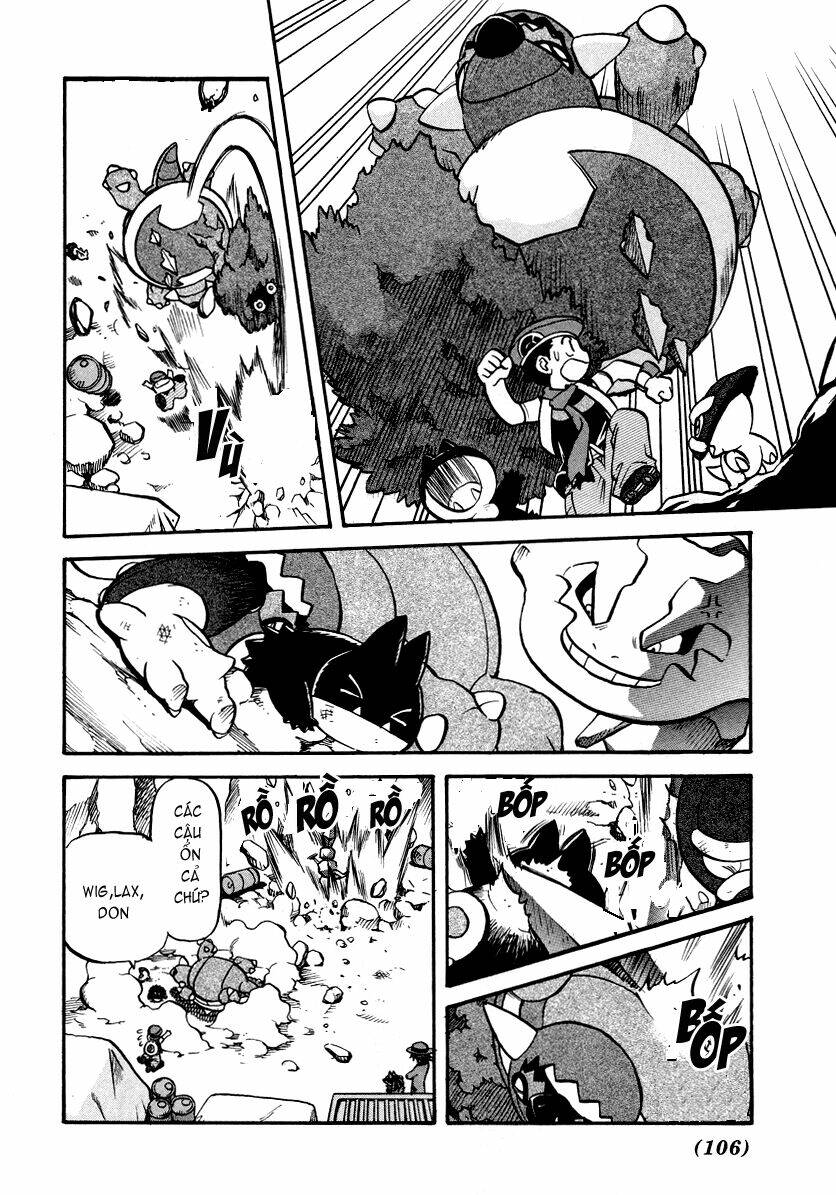 VÙ
BỐP
BỐP
BỐP
RỒ
RỒ
RỒ
CÁC
CẬU
ỔN
CẢ
CHỨ?
WIG,LAX,
DON
(106)